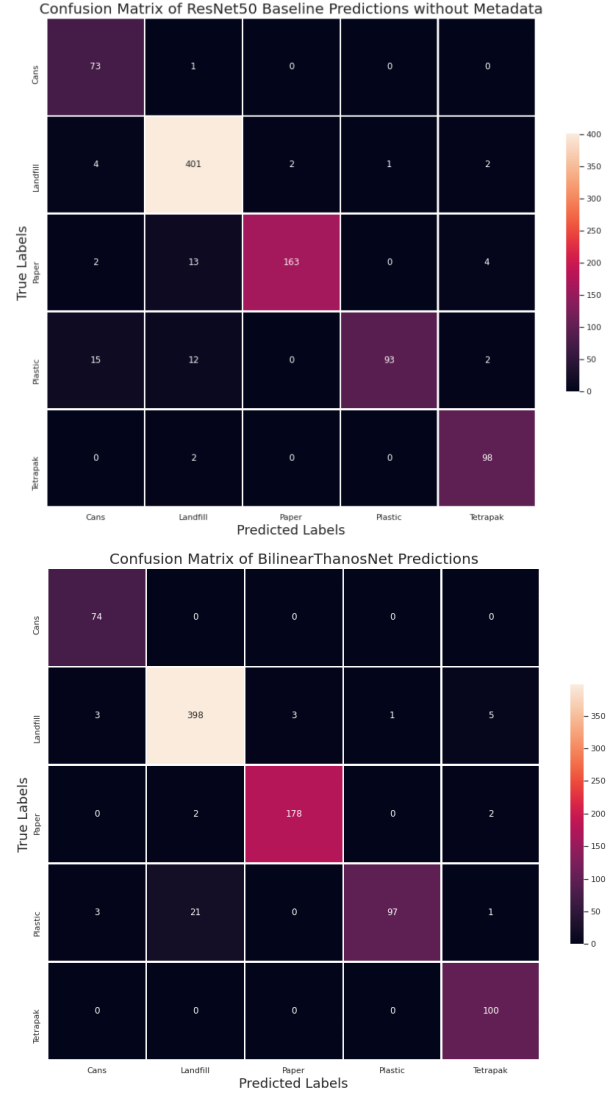 Confusion Matrix of ResNet50 Baseline Predictions without Metadata
True Labels
Cans 73 1 0 0 0
Landfill 4 401 2 1 2
Paper 2 13 163 0 4
Plastic 15 12 0 93 2
Tetrapak 0 2 0 0 98
Cans Landfill Paper Plastic Tetrapak
Predicted Labels
400
350
300
250
200
150
100
50
0
Confusion Matrix of BilinearThanosNet Predictions
True Labels
Cans 74 0 0 0 0
Landfill 3 398 3 1 5
Paper 0 2 178 0 2
Plastic 3 21 0 97 1
Tetrapak 0 0 0 0 100
Cans Landfill Paper Plastic Tetrapak
Predicted Labels
350
300
250
200
150
100
50
0